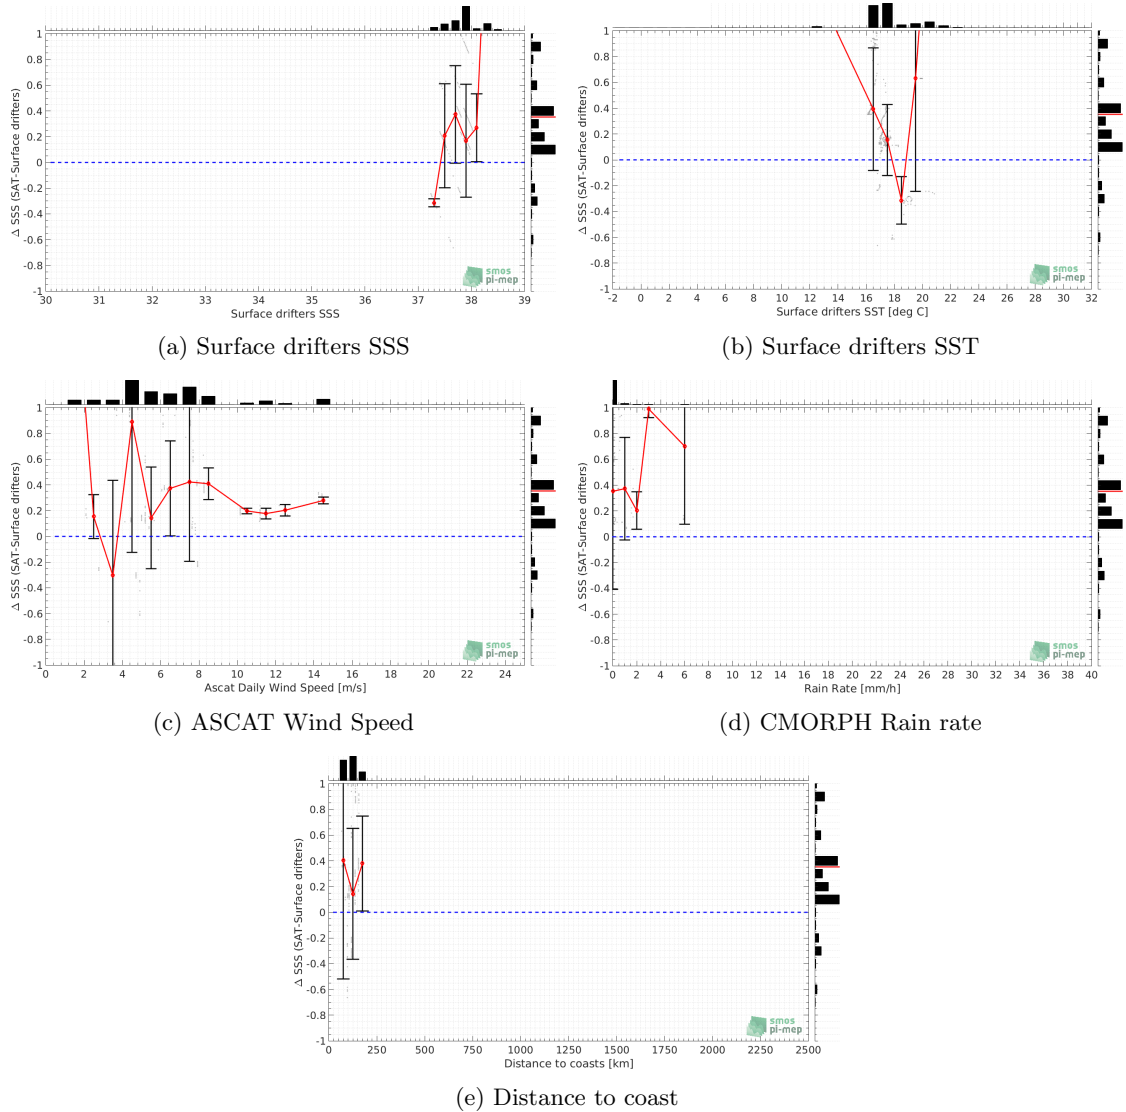 Δ SSS (SAT-Surface drifters)
1
0.8
0.6
0.4
0.2
0
-0.2
-0.4
-0.6
-0.8
-1
30 31 32 33 34 35 36 37 38 39
Surface drifters SSS
smos
pi-mep
(a) Surface drifters SSS
Δ SSS (SAT-Surface drifters)
1
0.8
0.6
0.4
0.2
0
-0.2
-0.4
-0.6
-0.8
-1
-2 0 2 4 6 8 10 12 14 16 18 20 22 24 26 28 30 32
Surface drifters SST [deg C]
smos
pi-mep
(b) Surface drifters SST
Δ SSS (SAT-Surface drifters)
1
0.8
0.6
0.4
0.2
0
-0.2
-0.4
-0.6
-0.8
-1
0 2 4 6 8 10 12 14 16 18 20 22 24
Ascat Daily Wind Speed [m/s]
smos
pi-mep
(c) ASCAT Wind Speed
Δ SSS (SAT-Surface drifters)
1
0.8
0.6
0.4
0.2
0
-0.2
-0.4
-0.6
-0.8
-1
0 2 4 6 8 10 12 14 16 18 20 22 24 26 28 30 32 34 36 38 40
Rain Rate [mm/h]
smos
pi-mep
(d) CMORPH Rain rate
Δ SSS (SAT-Surface drifters)
1
0.8
0.6
0.4
0.2
0
-0.2
-0.4
-0.6
-0.8
-1
0 250 500 750 1000 1250 1500 1750 2000 2250 2500
Distance to coasts [km]
smos
pi-mep
(e) Distance to coast